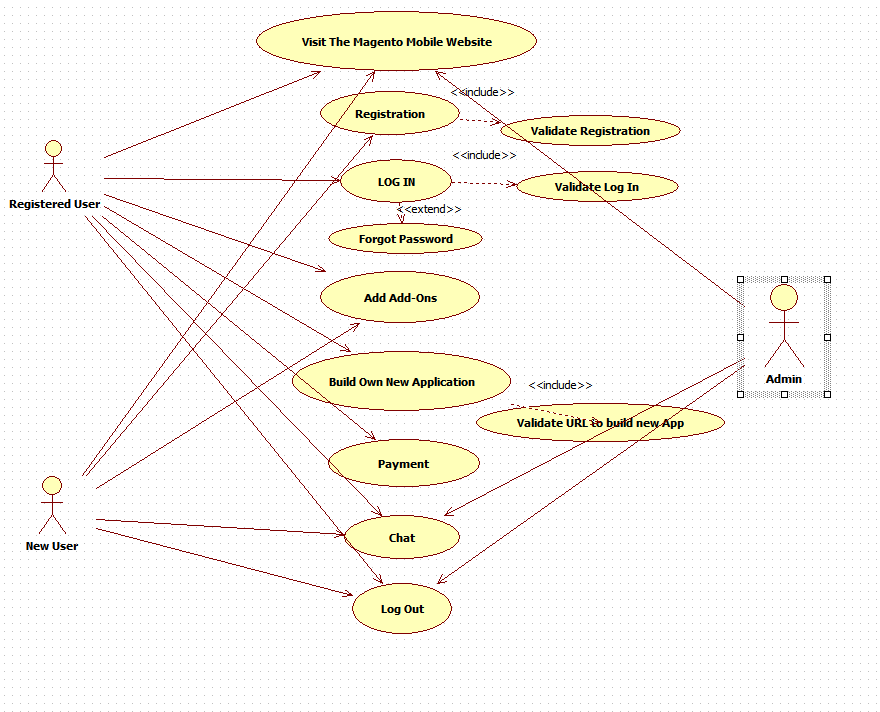 Visit The Magento Mobile Website
<<include>>
Registration
Validate Registration
<<include>>
LOG IN
Validate Log In
Registered User
<<extend>>
Forgot Password
Add Add-Ons
Admin
Build Own New Application
<<include>>
Validate URL to build new App
Payment
Chat
New User
Log Out